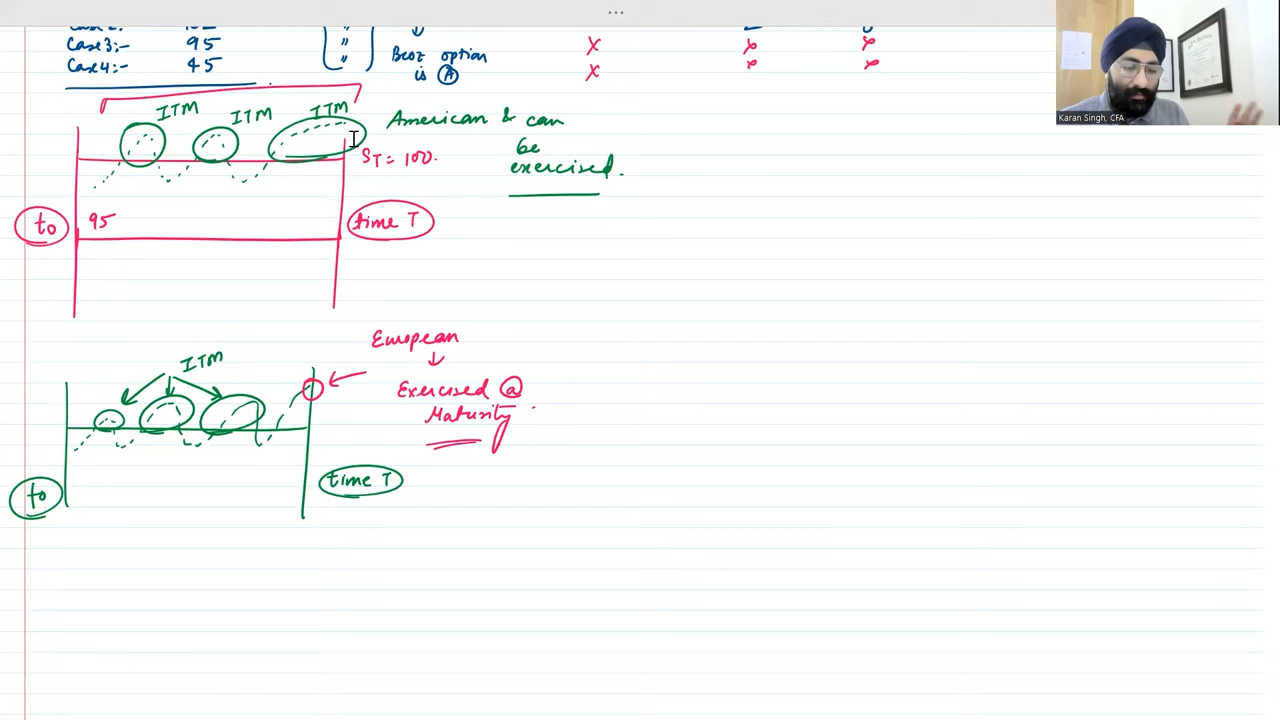 Case3:- 95 " X X X
Case4:- 45 " X X X
Bcoz option
is A
ITM ITM ITM
American & can
be
exercised.
ST = 100.
to 95 time T
European
Exercised @
Maturity
ITM
to time T
Karan Singh, CFA